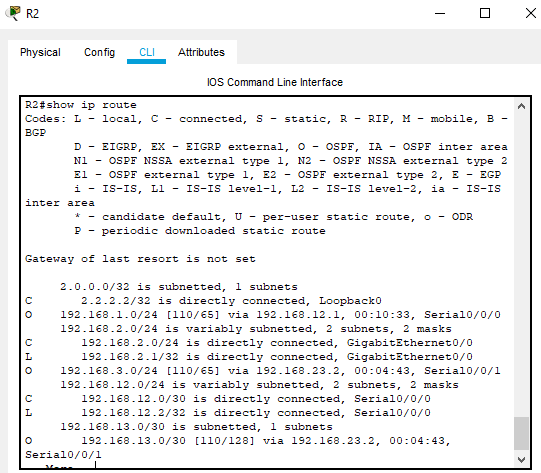 R2
Physical Config CLI Attributes
IOS Command Line Interface
R2#show ip route
Codes: L - local, C - connected, S - static, R - RIP, M - mobile, B -
BGP
D - EIGRP, EX - EIGRP external, O - OSPF, IA - OSPF inter area
N1 - OSPF NSSA external type 1, N2 - OSPF NSSA external type 2
E1 - OSPF external type 1, E2 - OSPF external type 2, E - EGP
i - IS-IS, L1 - IS-IS level-1, L2 - IS-IS level-2, ia - IS-IS
inter area
* - candidate default, U - per-user static route, o - ODR
P - periodic downloaded static route
Gateway of last resort is not set
2.0.0.0/32 is subnetted, 1 subnets
C 2.2.2.2/32 is directly connected, Loopback0
O 192.168.1.0/24 [110/65] via 192.168.12.1, 00:10:33, Serial0/0/0
192.168.2.0/24 is variably subnetted, 2 subnets, 2 masks
C 192.168.2.0/24 is directly connected, GigabitEthernet0/0
L 192.168.2.1/32 is directly connected, GigabitEthernet0/0
O 192.168.3.0/24 [110/65] via 192.168.23.2, 00:04:43, Serial0/0/1
192.168.12.0/24 is variably subnetted, 2 subnets, 2 masks
C 192.168.12.0/30 is directly connected, Serial0/0/0
L 192.168.12.2/32 is directly connected, Serial0/0/0
192.168.13.0/30 is subnetted, 1 subnets
O 192.168.13.0/30 [110/128] via 192.168.23.2, 00:04:43,
Serial0/0/1